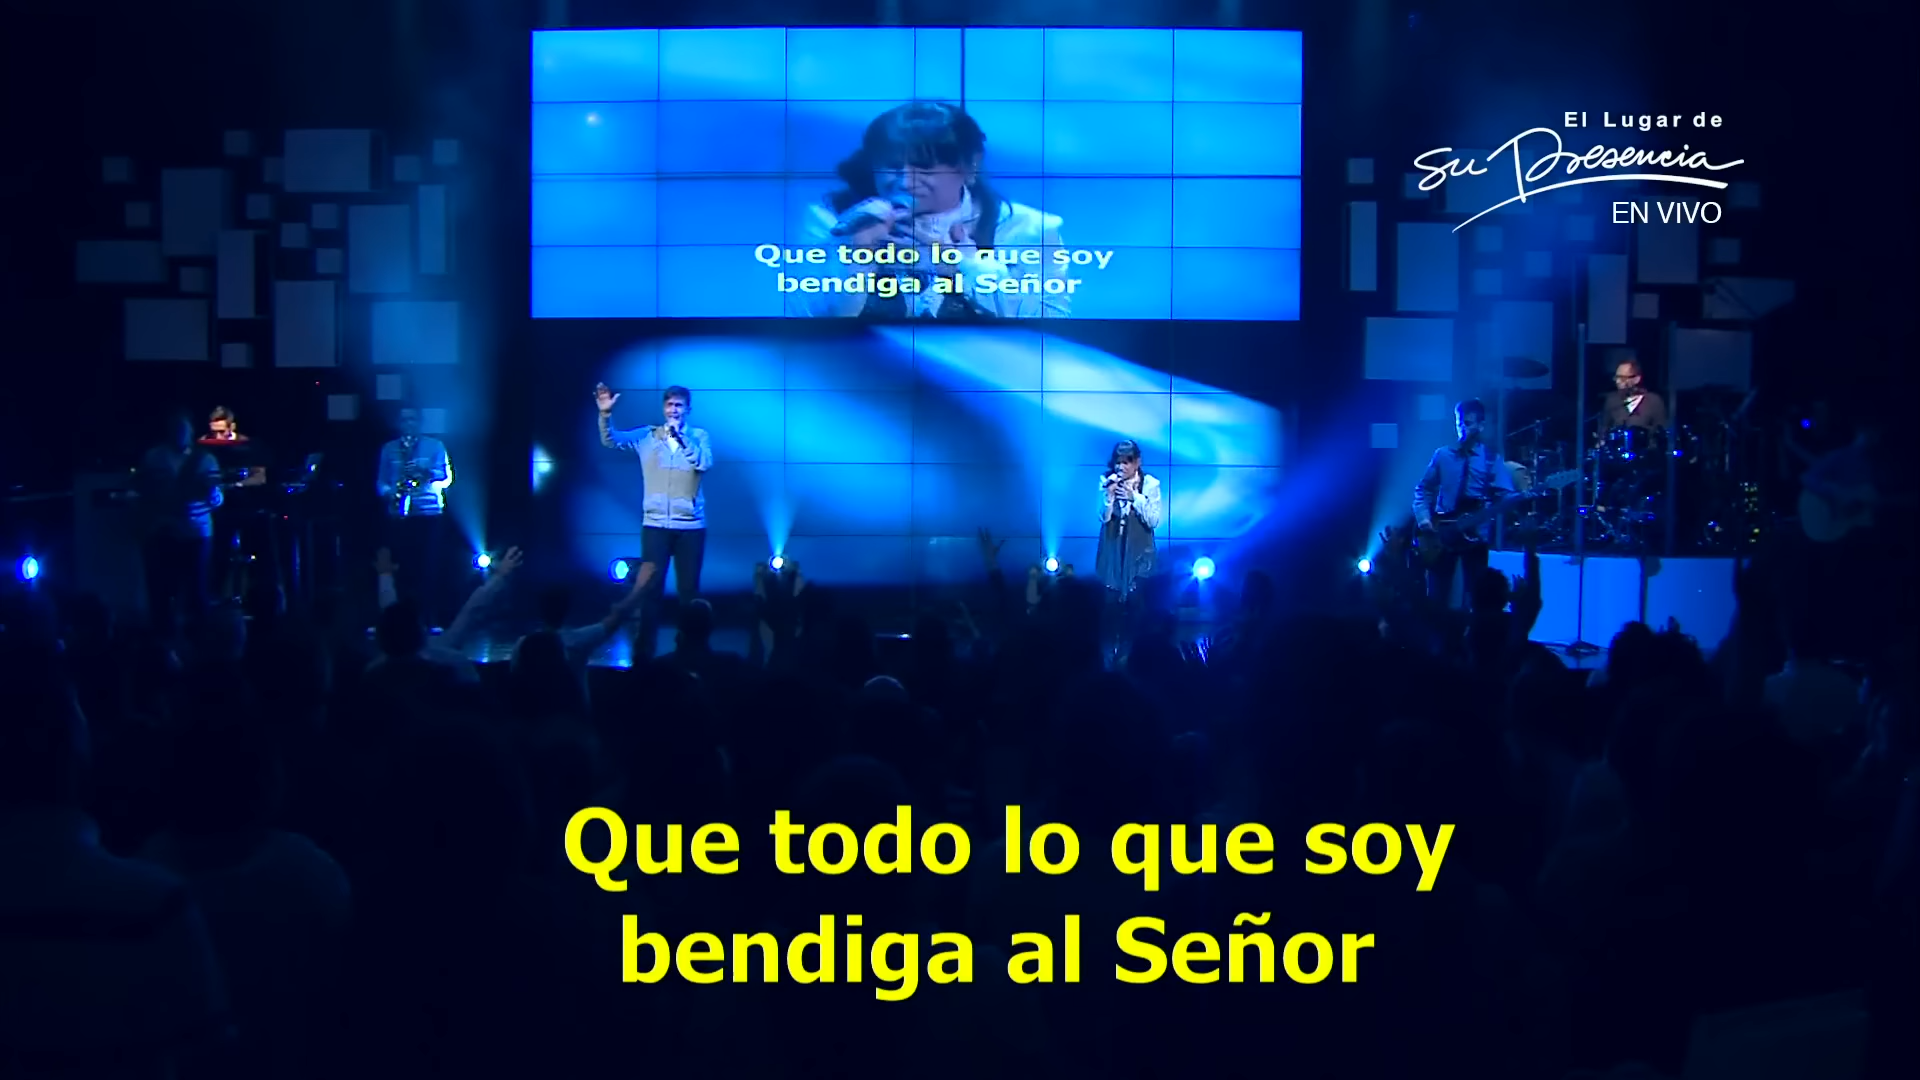 El Lugar de
Su Presencia
EN VIVO
Que todo lo que soy
bendiga al Señor
Que todo lo que soy
bendiga al Señor